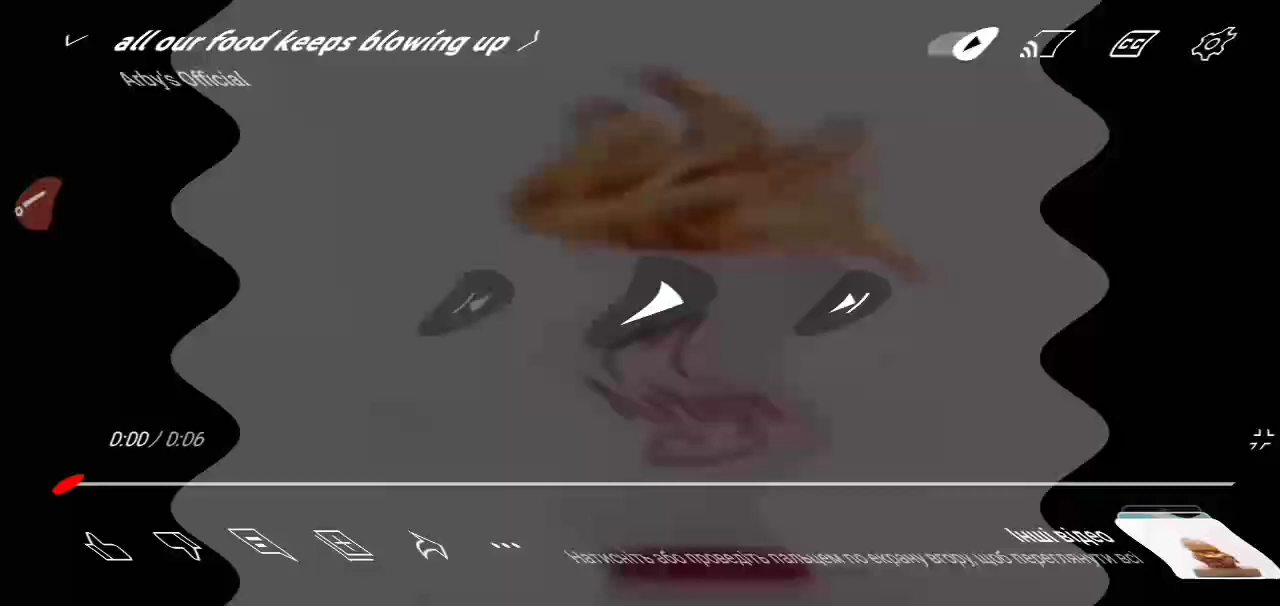 all our food keeps blowing up
Arby's Official
CC
0:00 / 0:06
Інші відео
Натисніть або проведіть пальцем по екрану вгору, щоб переглянути всі